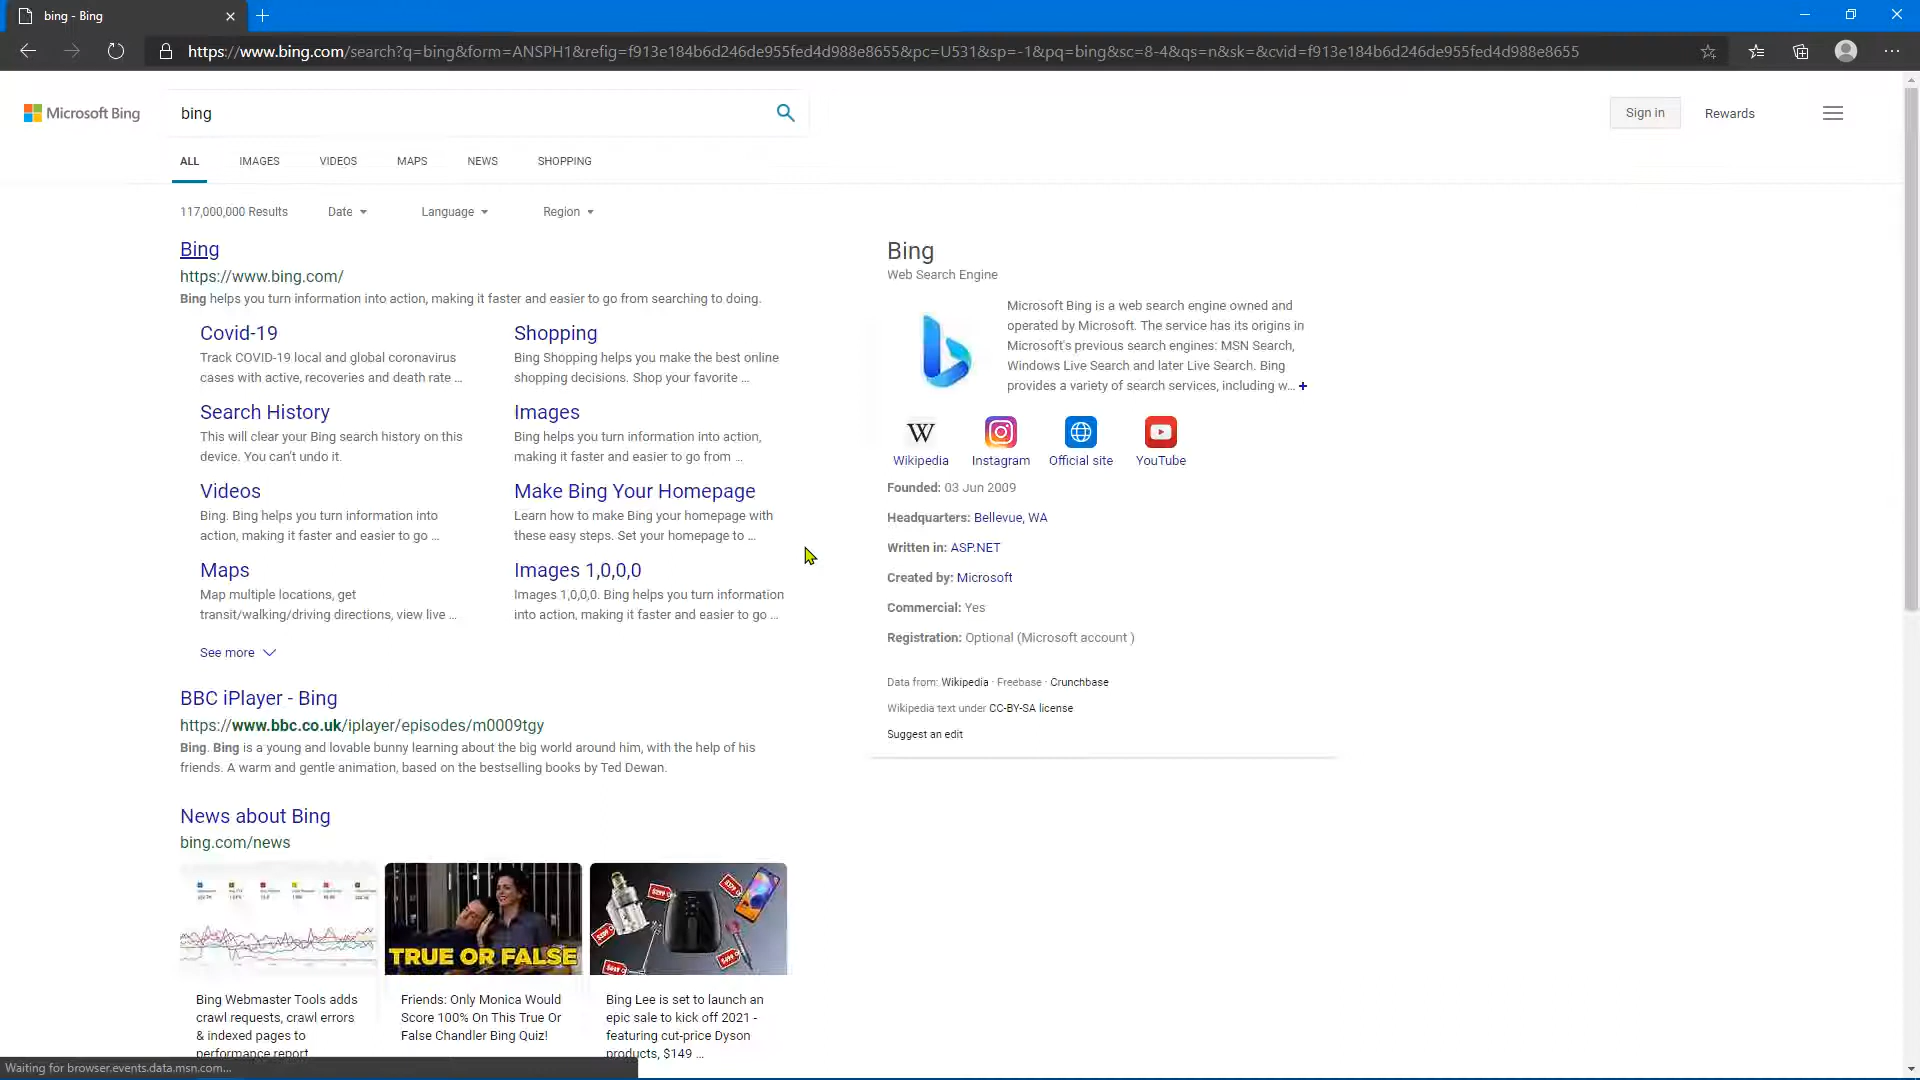 bing - Bing
https://www.bing.com/search?q=bing&form=ANSPH1&refig=f913e184b6d246de955fed4d988e8655&pc=U531&sp=-1&pq=bing&sc=8-4&qs=n&sk=&cvid=f913e184b6d246de955fed4d988e8655
Microsoft Bing
bing
Sign in
Rewards
ALL IMAGES VIDEOS MAPS NEWS SHOPPING
117,000,000 Results Date Language Region
Bing
https://www.bing.com/
Bing helps you turn information into action, making it faster and easier to go from searching to doing.
Covid-19
Track COVID-19 local and global coronavirus
cases with active, recoveries and death rate ...
Shopping
Bing Shopping helps you make the best online
shopping decisions. Shop your favorite ...
Search History
This will clear your Bing search history on this
device. You can't undo it.
Images
Bing helps you turn information into action,
making it faster and easier to go from ...
Videos
Bing. Bing helps you turn information into
action, making it faster and easier to go ...
Make Bing Your Homepage
Learn how to make Bing your homepage with
these easy steps. Set your homepage to ...
Maps
Map multiple locations, get
transit/walking/driving directions, view live ...
Images 1,0,0,0
Images 1,0,0,0. Bing helps you turn information
into action, making it faster and easier to go ...
See more
BBC iPlayer - Bing
https://www.bbc.co.uk/iplayer/episodes/m0009tgy
Bing. Bing is a young and lovable bunny learning about the big world around him, with the help of his
friends. A warm and gentle animation, based on the bestselling books by Ted Dewan.
News about Bing
bing.com/news
TRUE OR FALSE
Bing Webmaster Tools adds
crawl requests, crawl errors
& indexed pages to
performance report
Friends: Only Monica Would
Score 100% On This True Or
False Chandler Bing Quiz!
Bing Lee is set to launch an
epic sale to kick off 2021 -
featuring cut-price Dyson
products, $149 ...
Bing
Web Search Engine
Microsoft Bing is a web search engine owned and
operated by Microsoft. The service has its origins in
Microsoft's previous search engines: MSN Search,
Windows Live Search and later Live Search. Bing
provides a variety of search services, including w... +
W
Wikipedia Instagram Official site YouTube
Founded: 03 Jun 2009
Headquarters: Bellevue, WA
Written in: ASP.NET
Created by: Microsoft
Commercial: Yes
Registration: Optional (Microsoft account )
Data from: Wikipedia · Freebase · Crunchbase
Wikipedia text under CC-BY-SA license
Suggest an edit
Waiting for browser.events.data.msn.com...